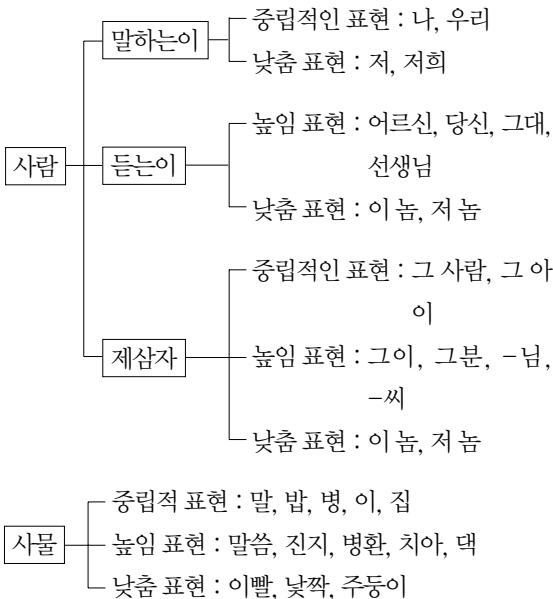 중립적인 표현 : 나, 우리
말하는이
낮춤 표현 : 저, 저희
높임 표현 : 어르신, 당신, 그대,
사람
듣는이
선생님
낮춤 표현 : 이 놈, 저 놈
중립적인 표현 : 그 사람, 그 아
이
제삼자
높임 표현 : 그이, 그분, -님,
-씨
낮춤 표현 : 이 놈, 저 놈
중립적 표현 : 말, 밥, 병, 이, 집
사물
높임 표현 : 말씀, 진지, 병환, 치아, 댁
낮춤 표현 : 이빨, 낯짝, 주둥이